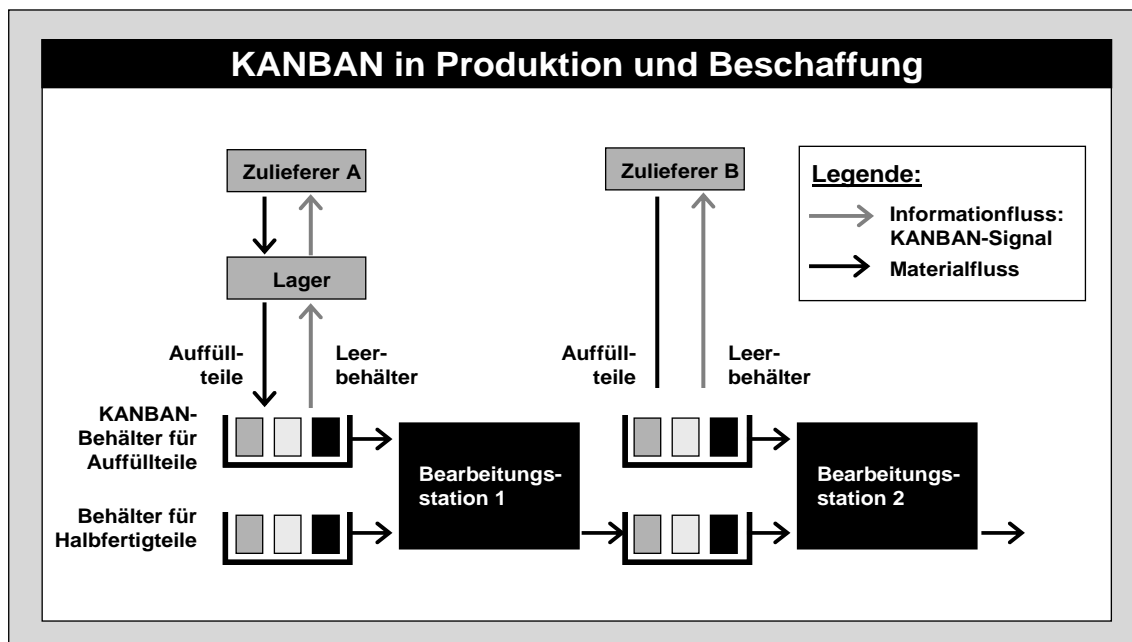 KANBAN in Produktion und Beschaffung
Zulieferer A
Zulieferer B
Legende:
Informationfluss:
KANBAN-Signal
Materialfluss
Lager
Auffüll-
teile
Leer-
behälter
Auffüll-
teile
Leer-
behälter
KANBAN-
Behälter für
Auffüllteile
Bearbeitungs-
station 1
Bearbeitungs-
station 2
Behälter für
Halbfertigteile